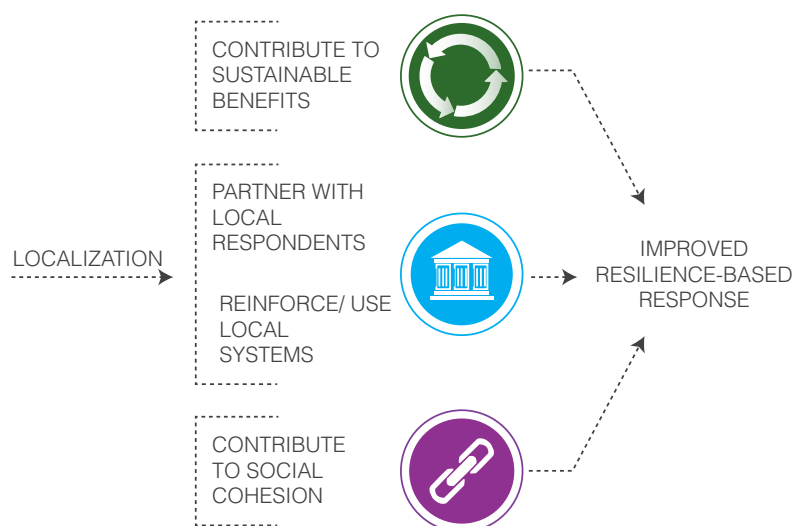 CONTRIBUTE TO
SUSTAINABLE
BENEFITS
PARTNER WITH
LOCAL
RESPONDENTS
LOCALIZATION
REINFORCE/ USE
LOCAL
SYSTEMS
IMPROVED
RESILIENCE-BASED
RESPONSE
CONTRIBUTE
TO SOCIAL
COHESION